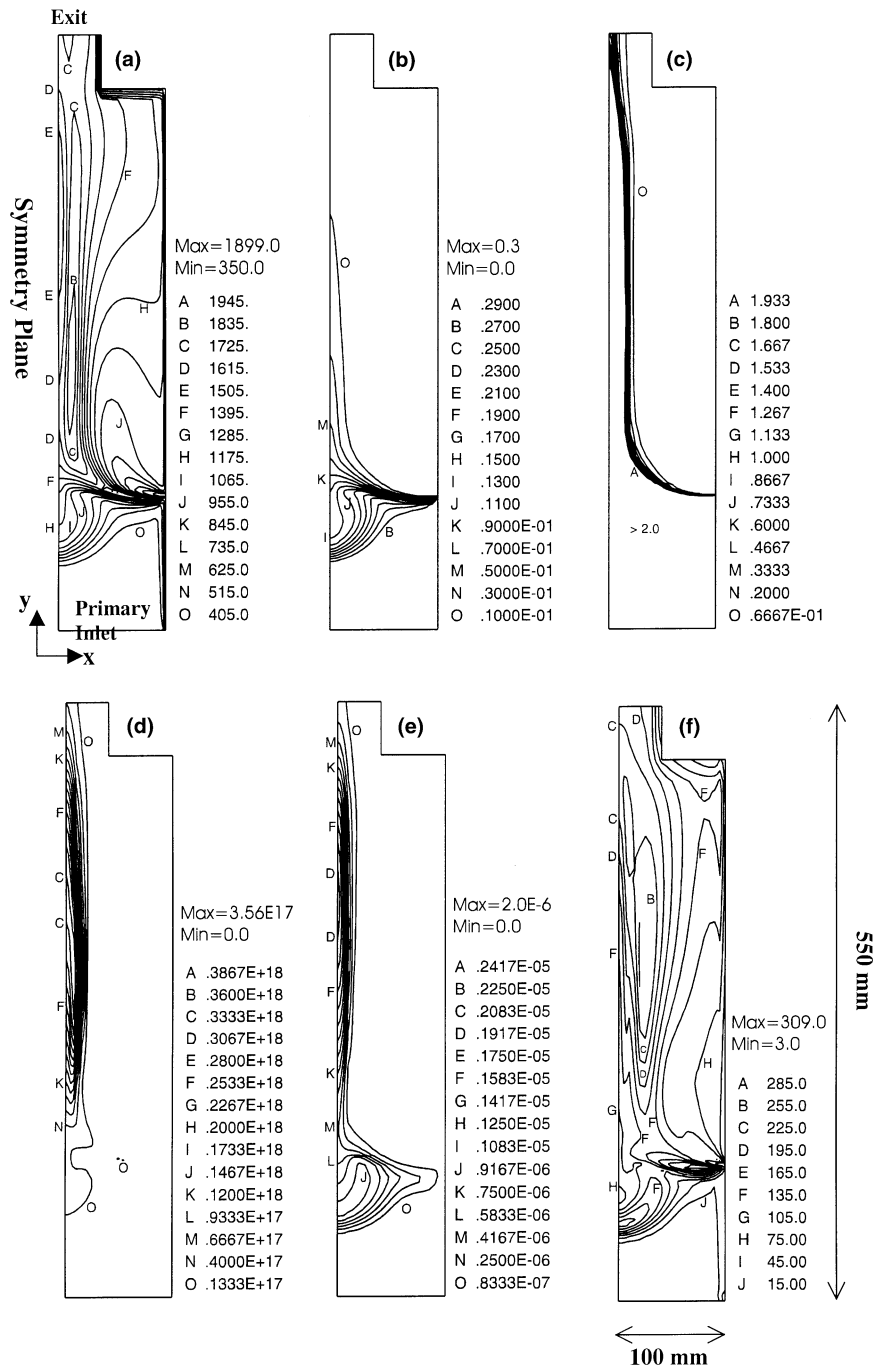 Exit
(a)
C
D
C
E
F
B
E
H
D
J
D
C
F
A
J
H
I
O
Symmetry Plane
y
x
Primary
Inlet
Max=1899.0
Min=350.0
A 1945.
B 1835.
C 1725.
D 1615.
E 1505.
F 1395.
G 1285.
H 1175.
I 1065.
J 955.0
K 845.0
L 735.0
M 625.0
N 515.0
O 405.0
(b)
O
M
K
J
B
I
Max=0.3
Min=0.0
A .2900
B .2700
C .2500
D .2300
E .2100
F .1900
G .1700
H .1500
I .1300
J .1100
K .9000E-01
L .7000E-01
M .5000E-01
N .3000E-01
O .1000E-01
(c)
O
A
> 2.0
A 1.933
B 1.800
C 1.667
D 1.533
E 1.400
F 1.267
G 1.133
H 1.000
I .8667
J .7333
K .6000
L .4667
M .3333
N .2000
O .6667E-01
(d)
M
O
K
F
C
C
F
K
N
O
O
Max=3.56E17
Min=0.0
A .3867E+18
B .3600E+18
C .3333E+18
D .3067E+18
E .2800E+18
F .2533E+18
G .2267E+18
H .2000E+18
I .1733E+18
J .1467E+18
K .1200E+18
L .9333E+17
M .6667E+17
N .4000E+17
O .1333E+17
(e)
O
M
K
F
D
D
F
K
M
L
J
O
Max=2.0E-6
Min=0.0
A .2417E-05
B .2250E-05
C .2083E-05
D .1917E-05
E .1750E-05
F .1583E-05
G .1417E-05
H .1250E-05
I .1083E-05
J .9167E-06
K .7500E-06
L .5833E-06
M .4167E-06
N .2500E-06
O .8333E-07
(f)
C
D
F
C
D
F
B
F
C
H
D
G
F
F
H
F
J
Max=309.0
Min=3.0
A 285.0
B 255.0
C 225.0
D 195.0
E 165.0
F 135.0
G 105.0
H 75.00
I 45.00
J 15.00
550 mm
100 mm